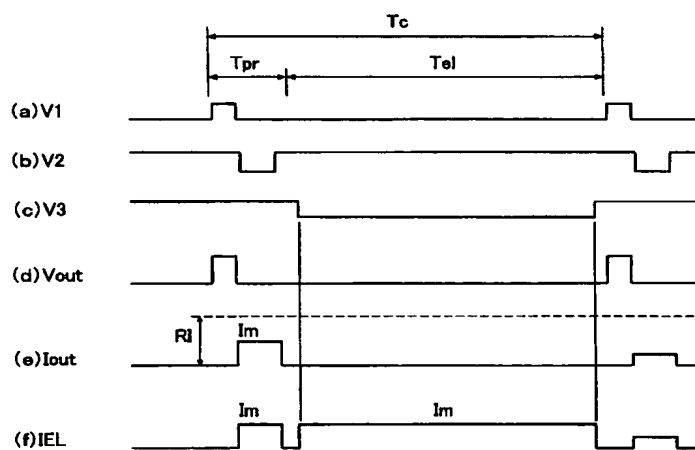 Tc
Tpr
Tel
(a)V1
(b)V2
(c)V3
(d)Vout
RI
Im
(e)Iout
Im
Im
(f)IEL